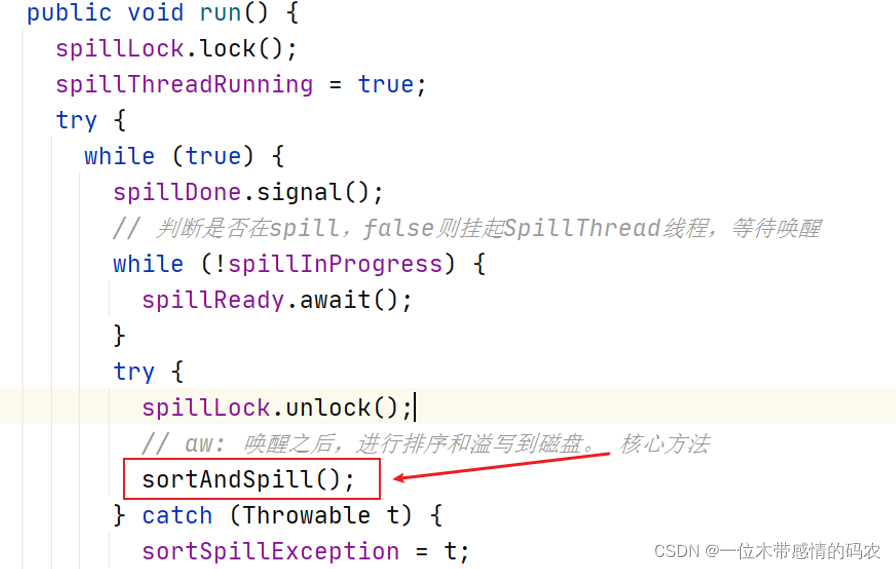 public void run() {
spillLock.lock();
spillThreadRunning = true;
try {
while (true) {
spillDone.signal();
// 判断是否在spill，false则挂起SpillThread线程，等待唤醒
while (!spillInProgress) {
spillReady.await();
}
try {
spillLock.unlock();
// aw: 唤醒之后，进行排序和溢写到磁盘。 核心方法
sortAndSpill();
} catch (Throwable t) {
sortSpillException = t;
CSDN @一位木带感情的码农